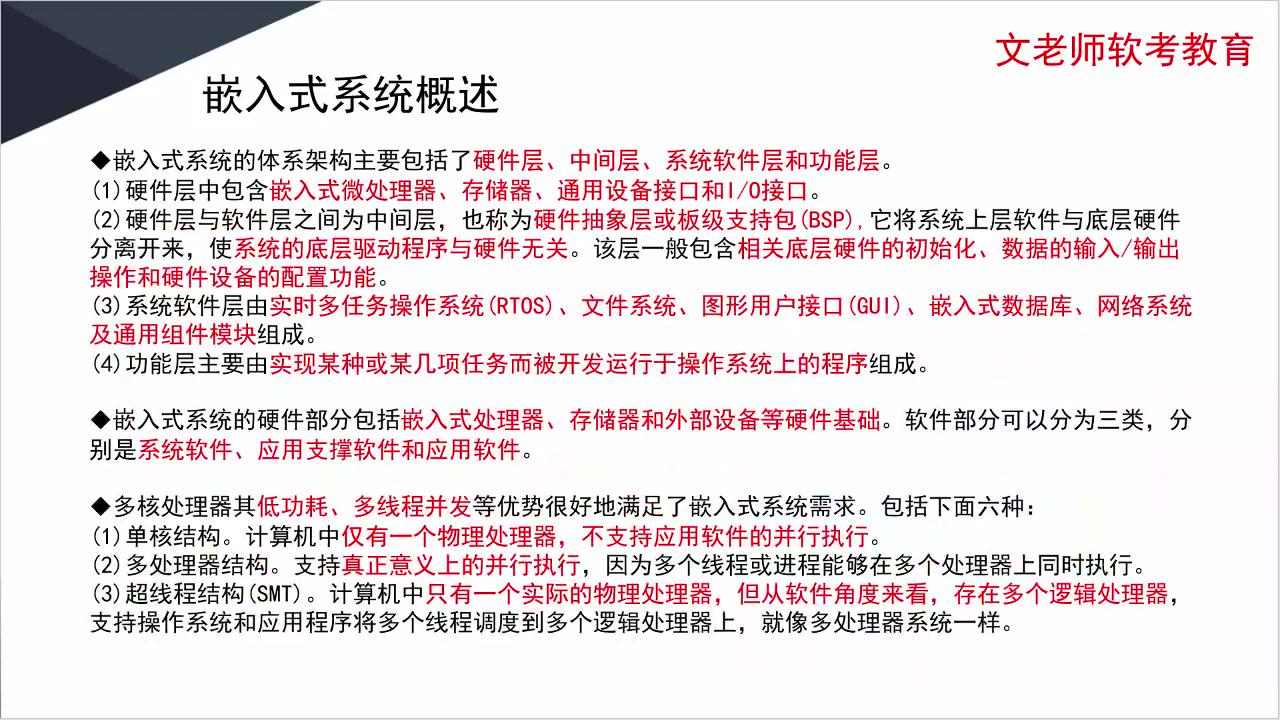 文老师软考教育
嵌入式系统概述
◆嵌入式系统的体系架构主要包括了硬件层、中间层、系统软件层和功能层。
(1)硬件层中包含嵌入式微处理器、存储器、通用设备接口和I/O接口。
(2)硬件层与软件层之间为中间层，也称为硬件抽象层或板级支持包(BSP),它将系统上层软件与底层硬件
分离开来，使系统的底层驱动程序与硬件无关。该层一般包含相关底层硬件的初始化、数据的输入/输出
操作和硬件设备的配置功能。
(3)系统软件层由实时多任务操作系统(RTOS)、文件系统、图形用户接口(GUI)、嵌入式数据库、网络系统
及通用组件模块组成。
(4)功能层主要由实现某种或某几项任务而被开发运行于操作系统上的程序组成。
◆嵌入式系统的硬件部分包括嵌入式处理器、存储器和外部设备等硬件基础。软件部分可以分为三类，分
别是系统软件、应用支撑软件和应用软件。
◆多核处理器其低功耗、多线程并发等优势很好地满足了嵌入式系统需求。包括下面六种：
(1)单核结构。计算机中仅有一个物理处理器，不支持应用软件的并行执行。
(2)多处理器结构。支持真正意义上的并行执行，因为多个线程或进程能够在多个处理器上同时执行。
(3)超线程结构(SMT)。计算机中只有一个实际的物理处理器，但从软件角度来看，存在多个逻辑处理器，
支持操作系统和应用程序将多个线程调度到多个逻辑处理器上，就像多处理器系统一样。